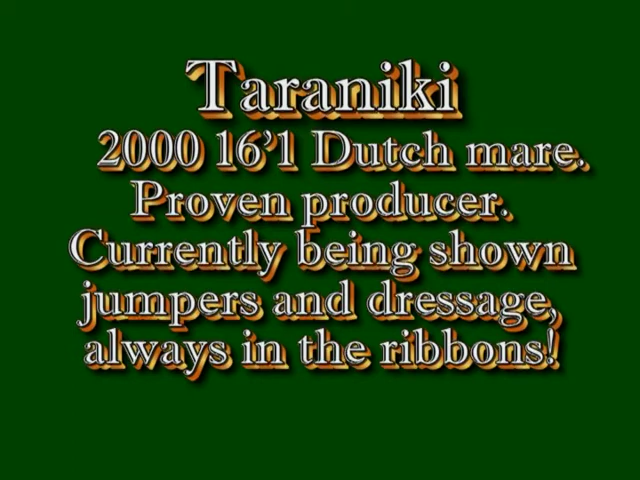 Taraniki
2000 16'1 Dutch mare.
Proven producer.
Currently being shown
jumpers and dressage,
always in the ribbons!